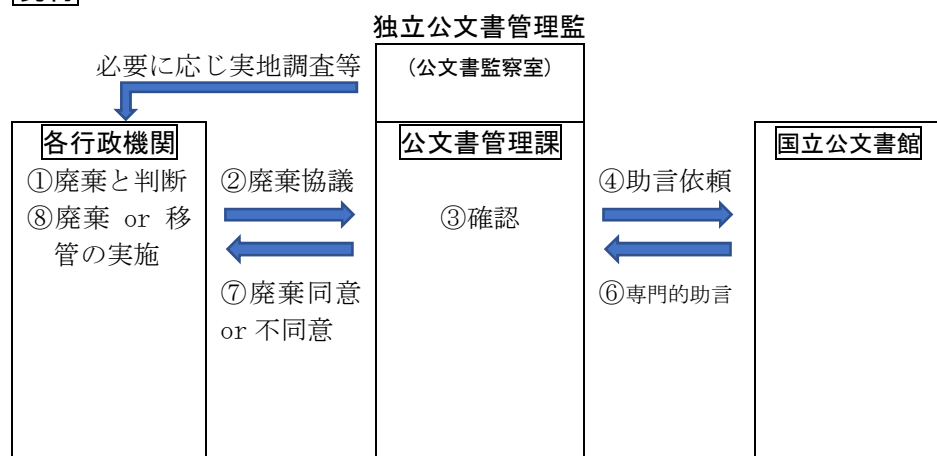 独立公文書管理監
必要に応じ実地調査等
（公文書監察室）
各行政機関
公文書管理課
国立公文書館
①廃棄と判断
②廃棄協議
④助言依頼
⑧廃棄 or 移
管の実施
③確認
⑦廃棄同意
or 不同意
⑥専門的助言